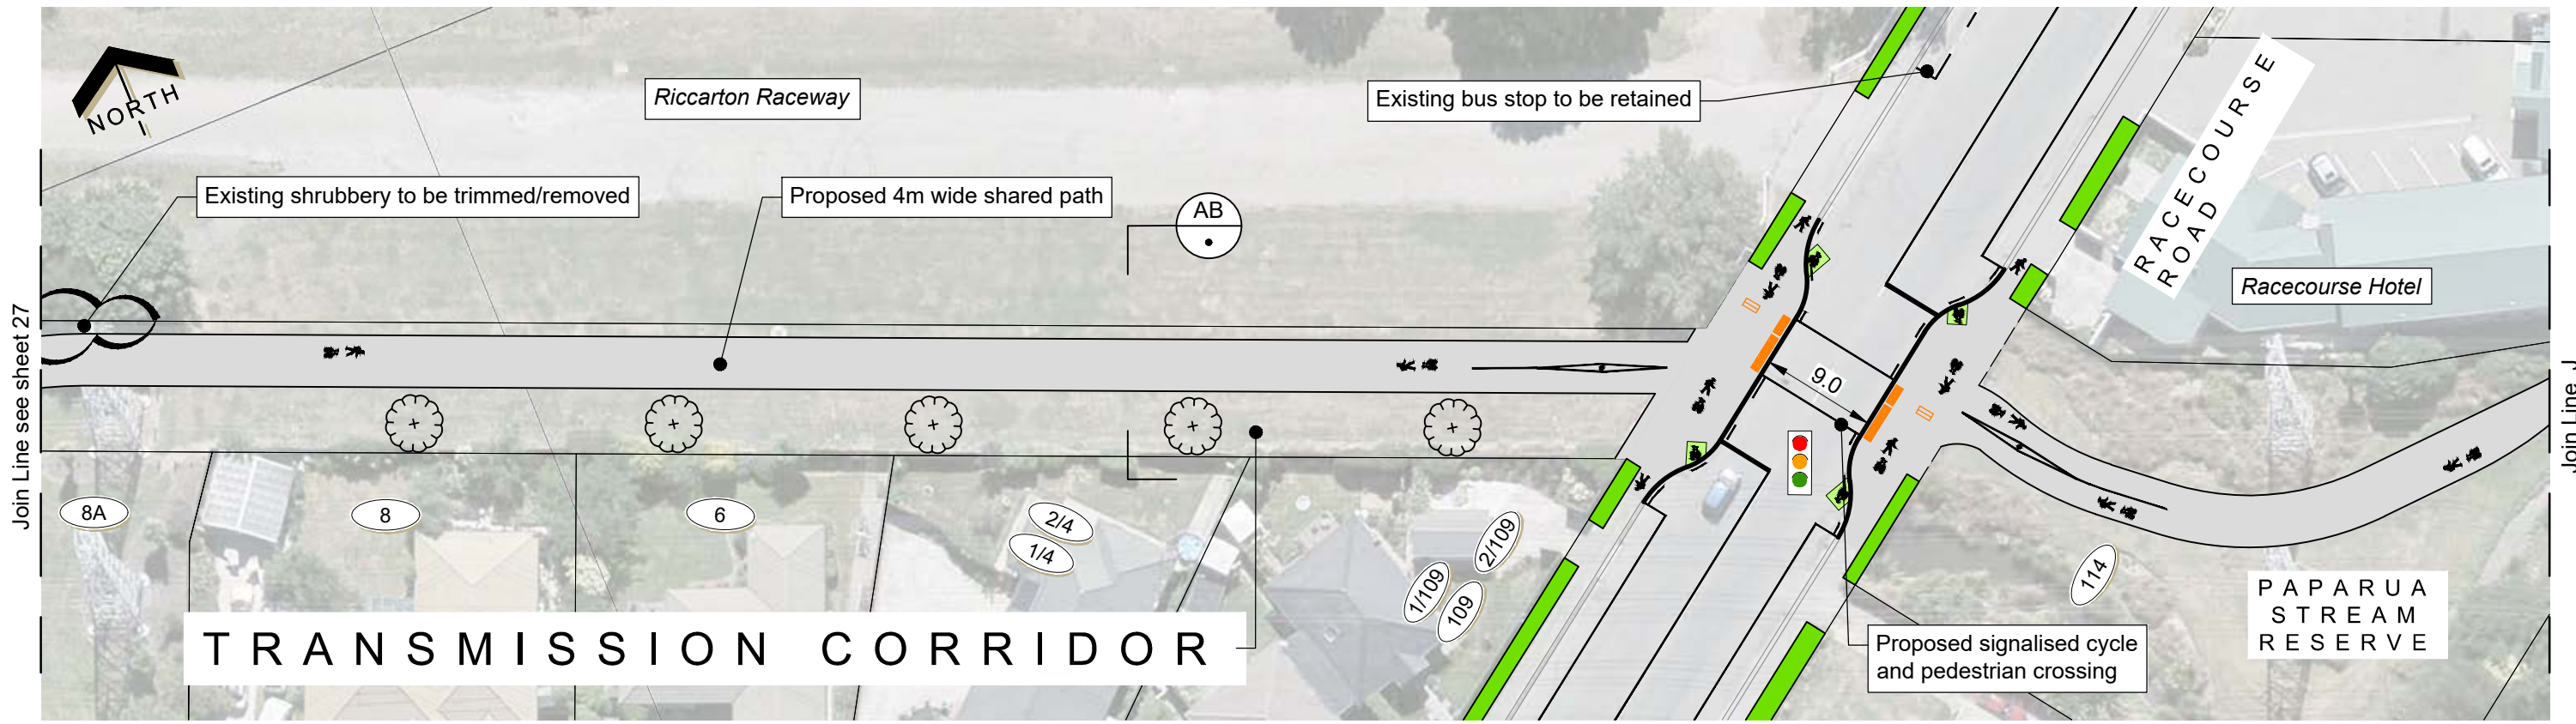 NORTH
Riccarton Raceway
Existing bus stop to be retained
RACECOURSE
ROAD
Existing shrubbery to be trimmed/removed
Proposed 4m wide shared path
AB
Racecourse Hotel
Join Line see sheet 27
9.0
8A
8
6
2/4
1/4
2/109
1/109
109
114
TRANSMISSION CORRIDOR
Proposed signalised cycle
and pedestrian crossing
PAPARUA
STREAM
RESERVE
Join Line